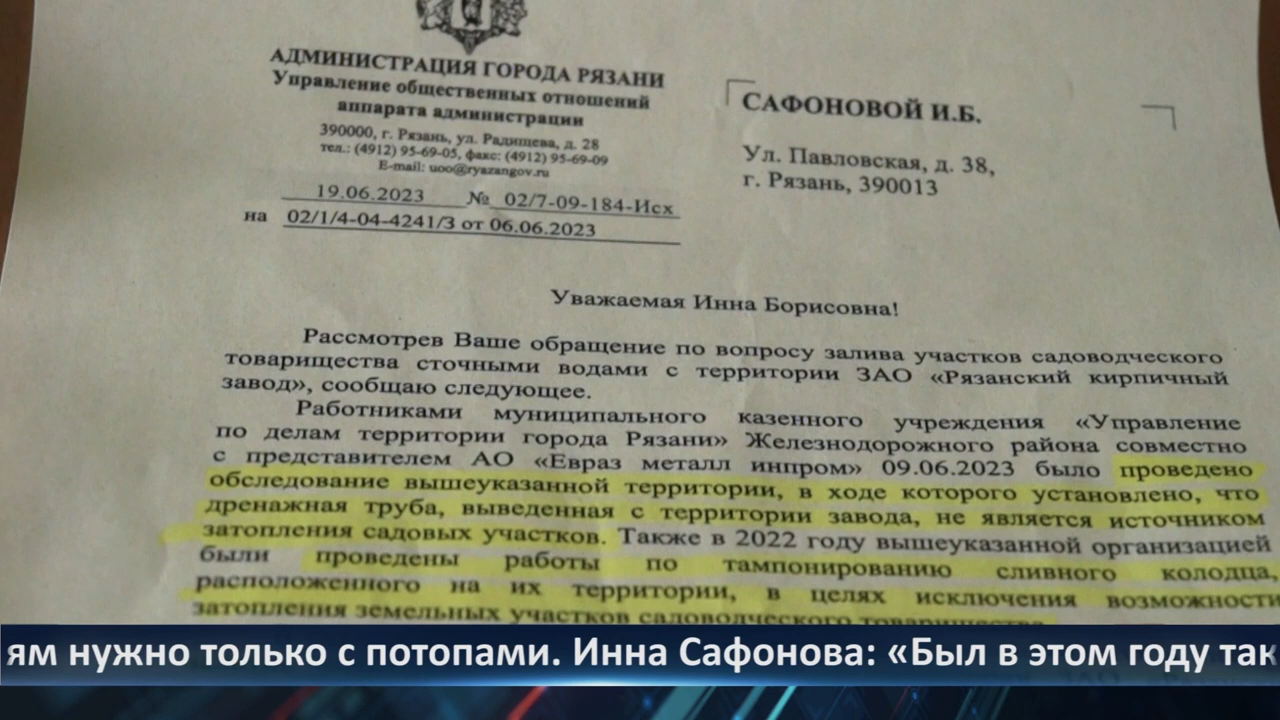 АДМИНИСТРАЦИЯ ГОРОДА РЯЗАНИ
Управление общественных отношений
аппарата администрации
390000, г. Рязань, ул. Радищева, д. 28
тел.: (4912) 95-69-05, факс: (4912) 95-69-09
E-mail: uoo@ryazangov.ru
19.06.2023 № 02/7-09-184-Исх
на 02/1/4-04-4241/3 от 06.06.2023
САФОНОВОЙ И.Б.
Ул. Павловская, д. 38,
г. Рязань, 390013
Уважаемая Инна Борисовна!
Рассмотрев Ваше обращение по вопросу залива участков садоводческого
товарищества сточными водами с территории ЗАО «Рязанский кирпичный
завод», сообщаю следующее.
Работниками муниципального казенного учреждения «Управление
по делам территории города Рязани» Железнодорожного района совместно
с представителем АО «Евраз металл инпром» 09.06.2023 было проведено
обследование вышеуказанной территории, в ходе которого установлено, что
дренажная труба, выведенная с территории завода, не является источником
затопления садовых участков. Также в 2022 году вышеуказанной организацией
были проведены работы по тампонированию сливного колодца,
расположенного на их территории, в целях исключения возможности
затопления земельных участков садоводческого товарищества
ям нужно только с потопами. Инна Сафонова: «Был в этом году так